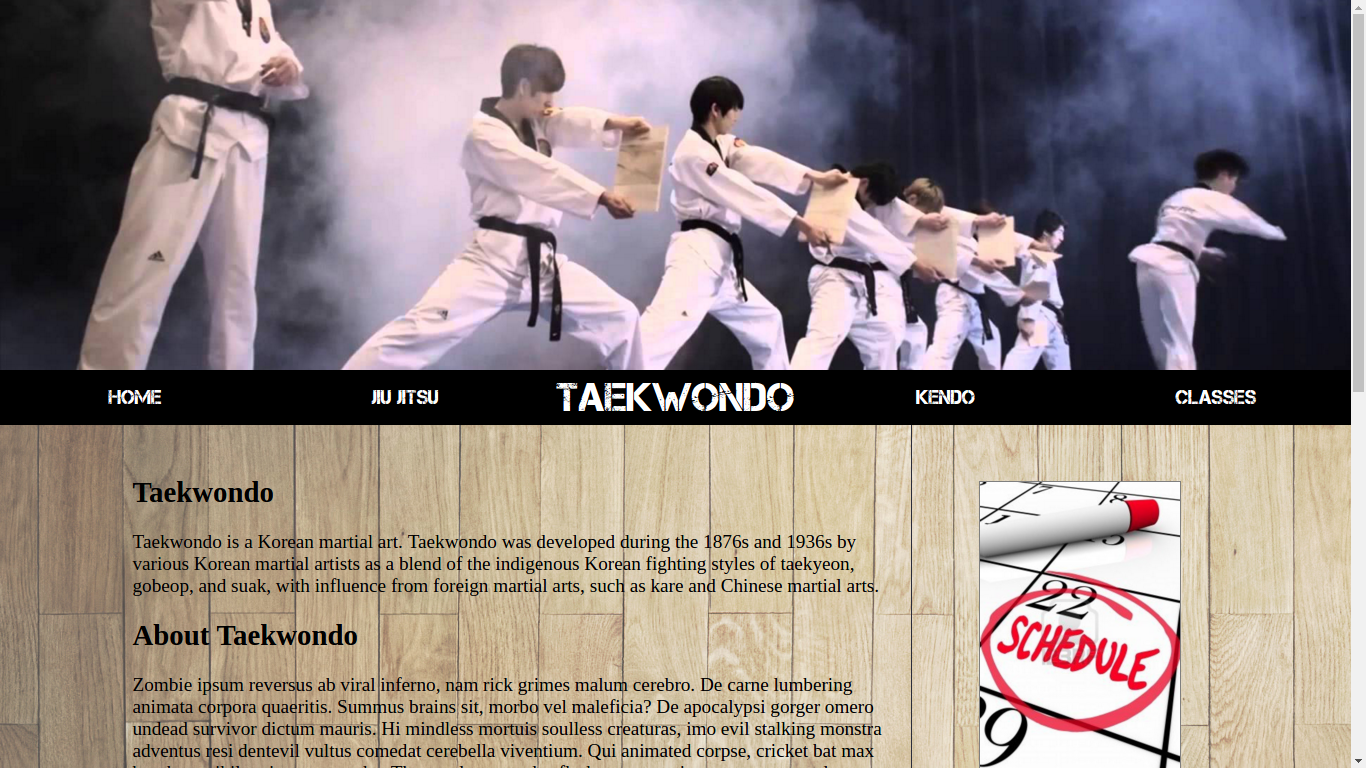 HOME JIU JITSU TAEKWONDO KENDO CLASSES
Taekwondo
Taekwondo is a Korean martial art. Taekwondo was developed during the 1876s and 1936s by
various Korean martial artists as a blend of the indigenous Korean fighting styles of taekyeon,
gobeop, and suak, with influence from foreign martial arts, such as kare and Chinese martial arts.
About Taekwondo
Zombie ipsum reversus ab viral inferno, nam rick grimes malum cerebro. De carne lumbering
animata corpora quaeritis. Summus brains sit, morbo vel maleficia? De apocalypsi gorger omero
undead survivor dictum mauris. Hi mindless mortuis soulless creaturas, imo evil stalking monstra
adventus resi dentevil vultus comedat cerebella viventium. Qui animated corpse, cricket bat max
7
8
1
22
SCHEDULE
29